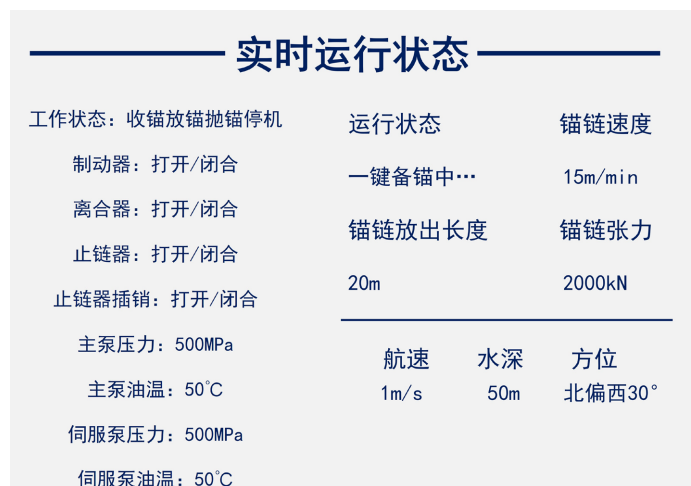 实时运行状态
工作状态：收锚放锚抛锚停机
制动器：打开/闭合
离合器：打开/闭合
止链器：打开/闭合
止链器插销：打开/闭合
主泵压力：500MPa
主泵油温：50℃
伺服泵压力：500MPa
伺服泵油温：50℃
运行状态 锚链速度
一键备锚中… 15m/min
锚链放出长度 锚链张力
20m 2000kN
航速 水深 方位
1m/s 50m 北偏西30°